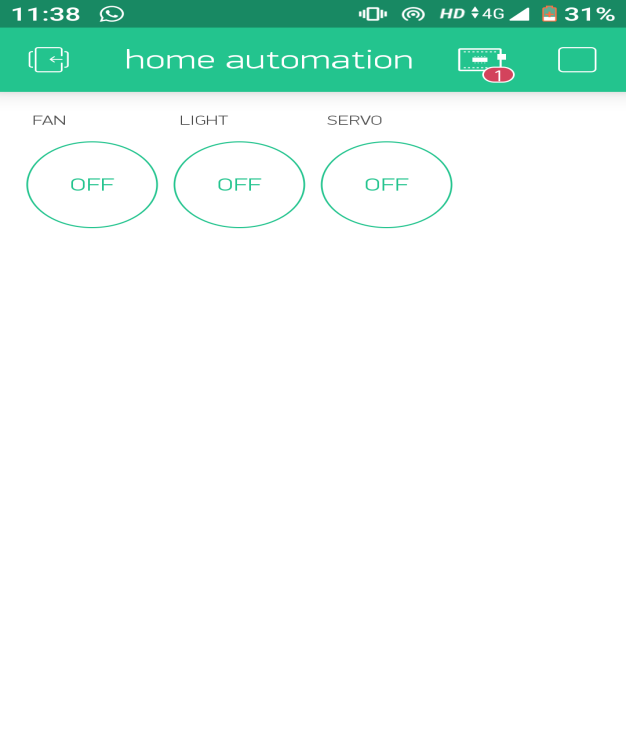 11:38 HD 4G 31%
home automation 1
FAN LIGHT SERVO
OFF OFF OFF